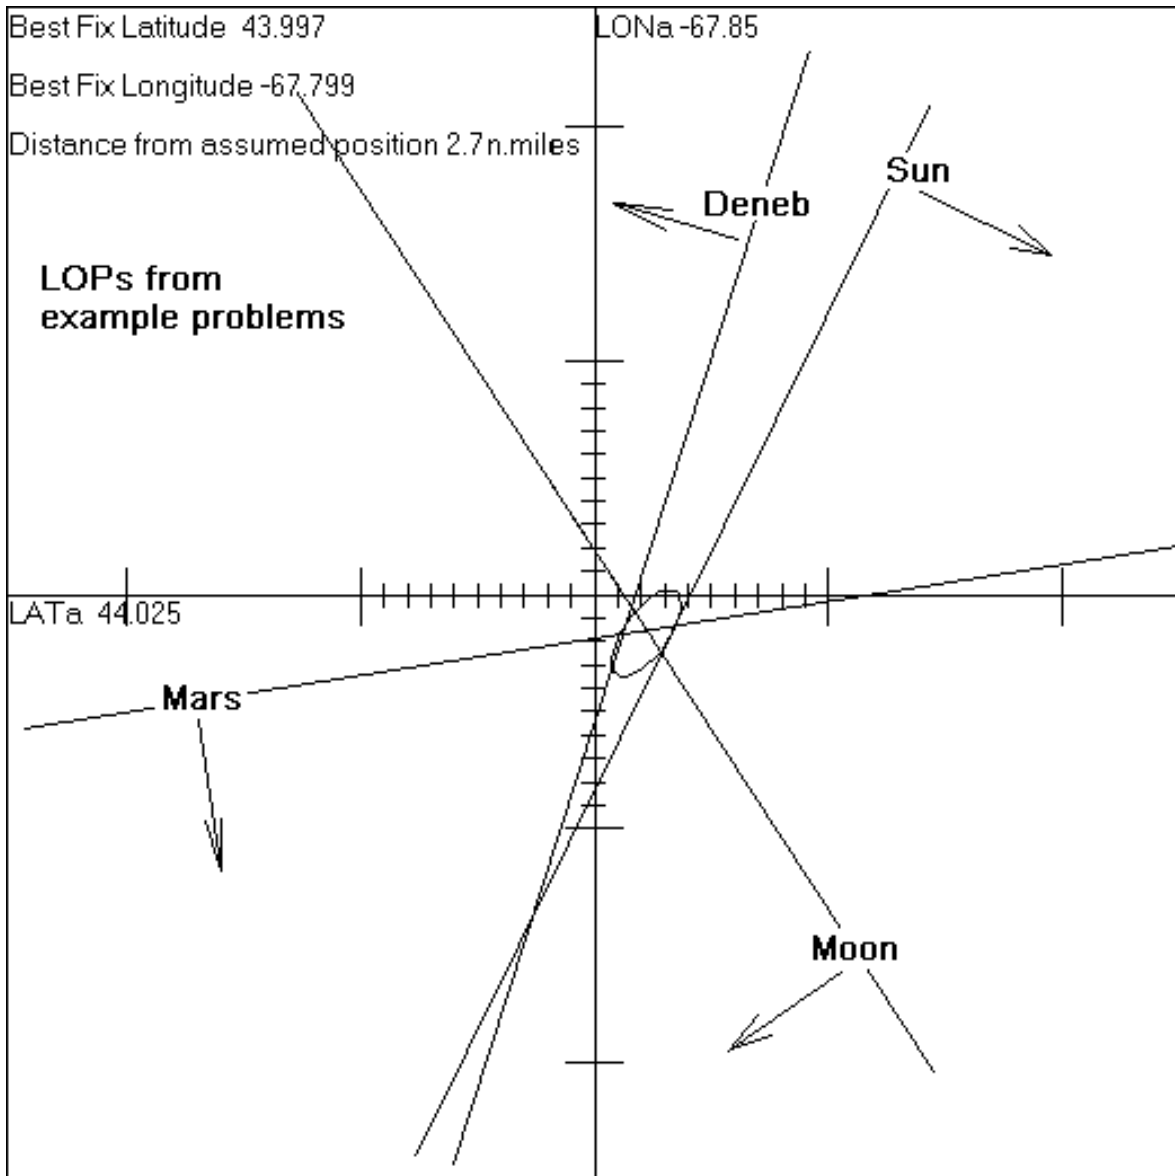 Best Fix Latitude 43.997
LONa -67.85
Best Fix Longitude -67.799
Distance from assumed position 2.7 n.miles
Sun
Deneb
LOPs from
example problems
LATa 44.025
Mars
Moon